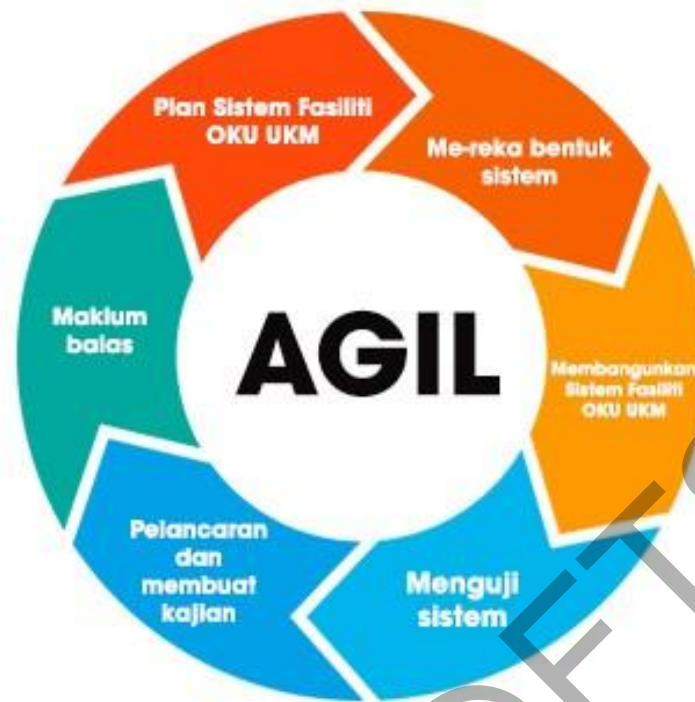 Plan Sistem Fasiliti
OKU UKM
Me-reka bentuk
sistem
Membangunkan
Sistem Fasiliti
OKU UKM
Menguji
sistem
Pelancaran
dan
membuat
kajian
Maklum
balas
AGIL